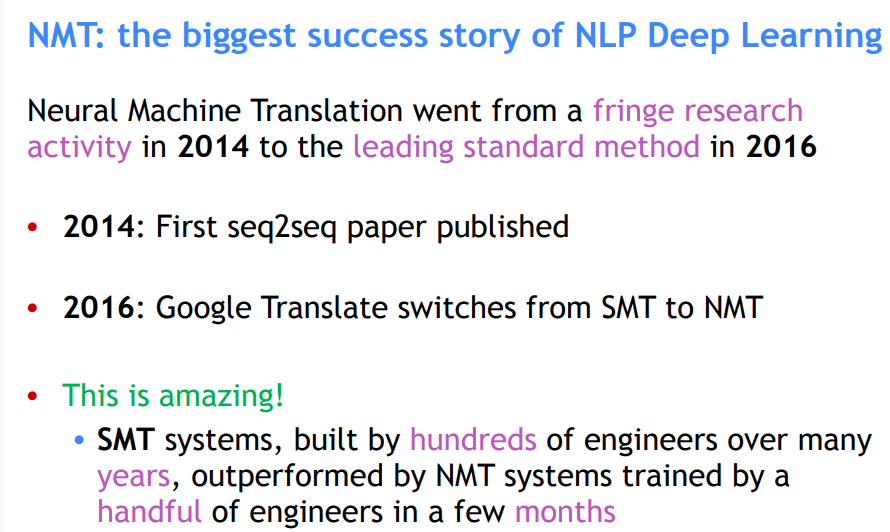 NMT: the biggest success story of NLP Deep Learning
Neural Machine Translation went from a fringe research
activity in 2014 to the leading standard method in 2016
• 2014: First seq2seq paper published
• 2016: Google Translate switches from SMT to NMT
• This is amazing!
• SMT systems, built by hundreds of engineers over many
years, outperformed by NMT systems trained by a
handful of engineers in a few months